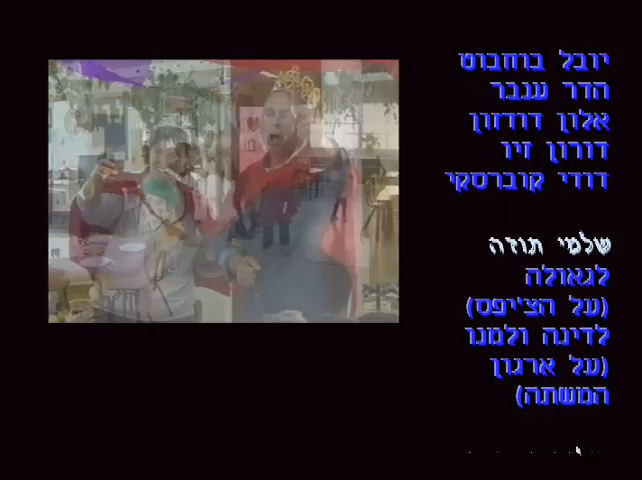 יובל בוחבוט
הדר ענבר
אלון דודזון
דורון זיו
דודי קוברסקי
שלמי תודה
לגאולה
(על הצ'יפס)
לדינה ולמנו
(על ארגון
המשתה)